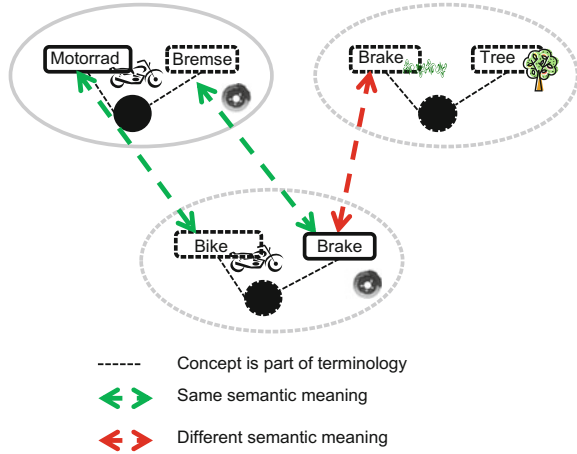 Motorrad Bremse
Brake Tree
Bike Brake
Concept is part of terminology
Same semantic meaning
Different semantic meaning